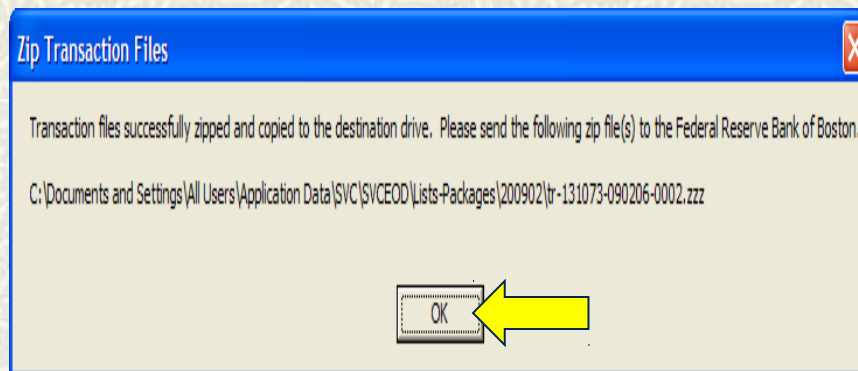 Zip Transaction Files
Transaction files successfully zipped and copied to the destination drive. Please send the following zip file(s) to the Federal Reserve Bank of Boston.
C:\Documents and Settings\All Users\Application Data\SVC\SVCEOD\Lists-Packages\200902\tr-131073-090206-0002.zzz
OK